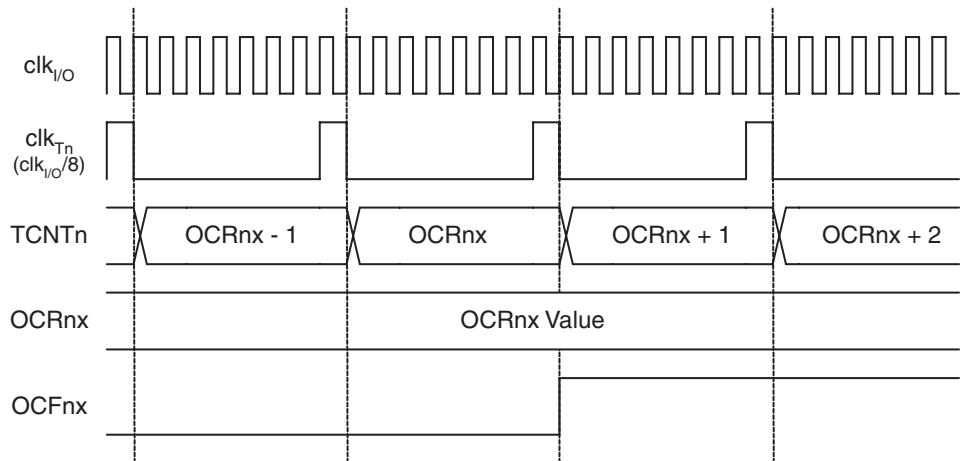 clkI/O
clkTn
(clkI/O/8)
TCNTn
OCRnx - 1
OCRnx
OCRnx + 1
OCRnx + 2
OCRnx
OCRnx Value
OCFnx